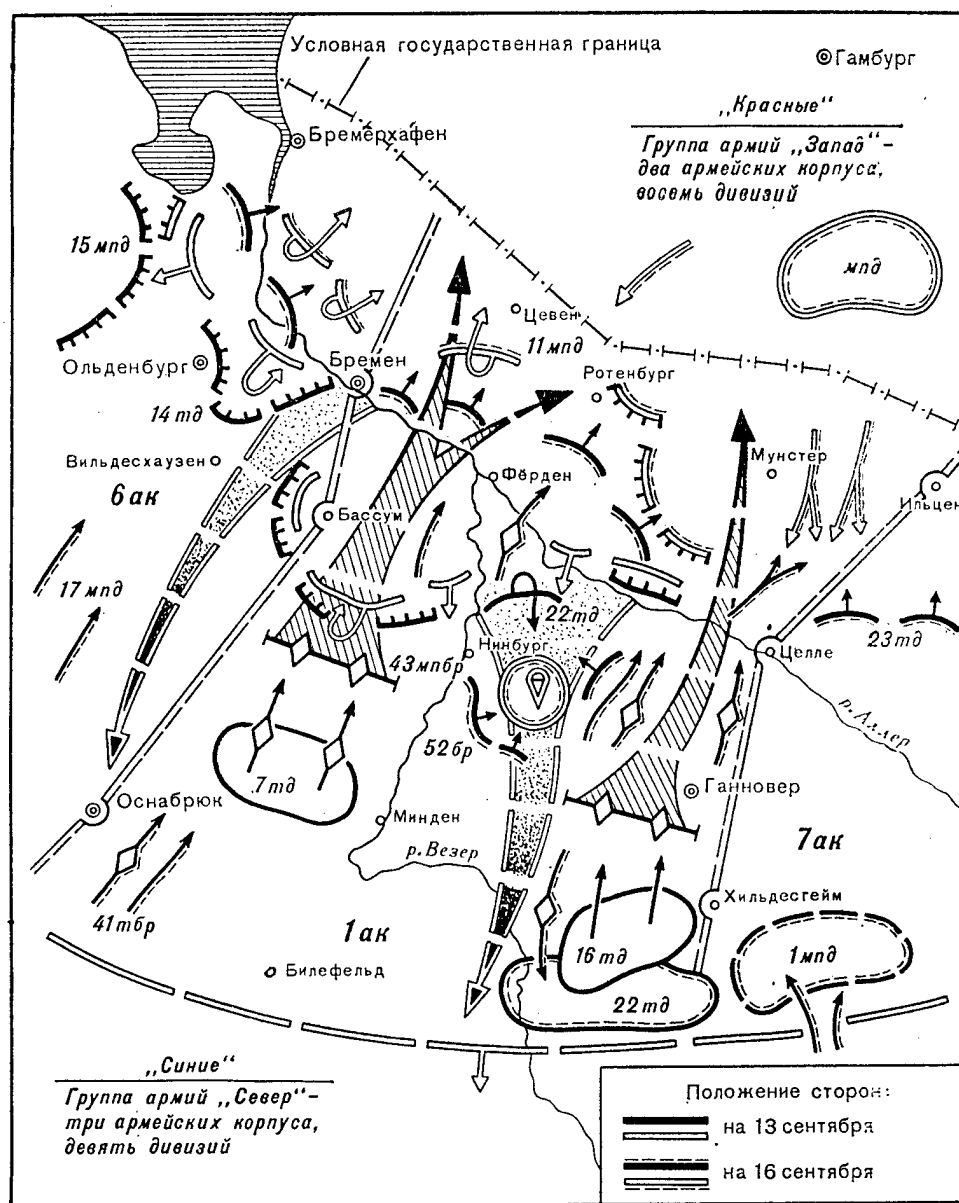 Условная государственная граница
Гамбург
„Красные“
Группа армий „Запад“-
два армейских корпуса,
восемь дивизий
Бремерхафен
15 мпд
мпд
Цевен
11 мпд
Ольденбург
Бремен
Ротенбург
14 тд
Вильдесхаузен
Мунстер
6 ак
Фёрден
Ильцен
Бассум
17 мпд
22 тд
23 тд
Нинбург
Целле
43 мпбр
р. Аллер
52 бр
7 тд
Ганновер
Оснабрюк
Минден
р. Везер
7 ак
Хильдесгейм
41 тбр
1 ак
16 тд
1 мпд
Билефельд
22 тд
„Синие“
Группа армий „Север“-
три армейских корпуса,
девять дивизий
Положение сторон:
на 13 сентября
на 16 сентября